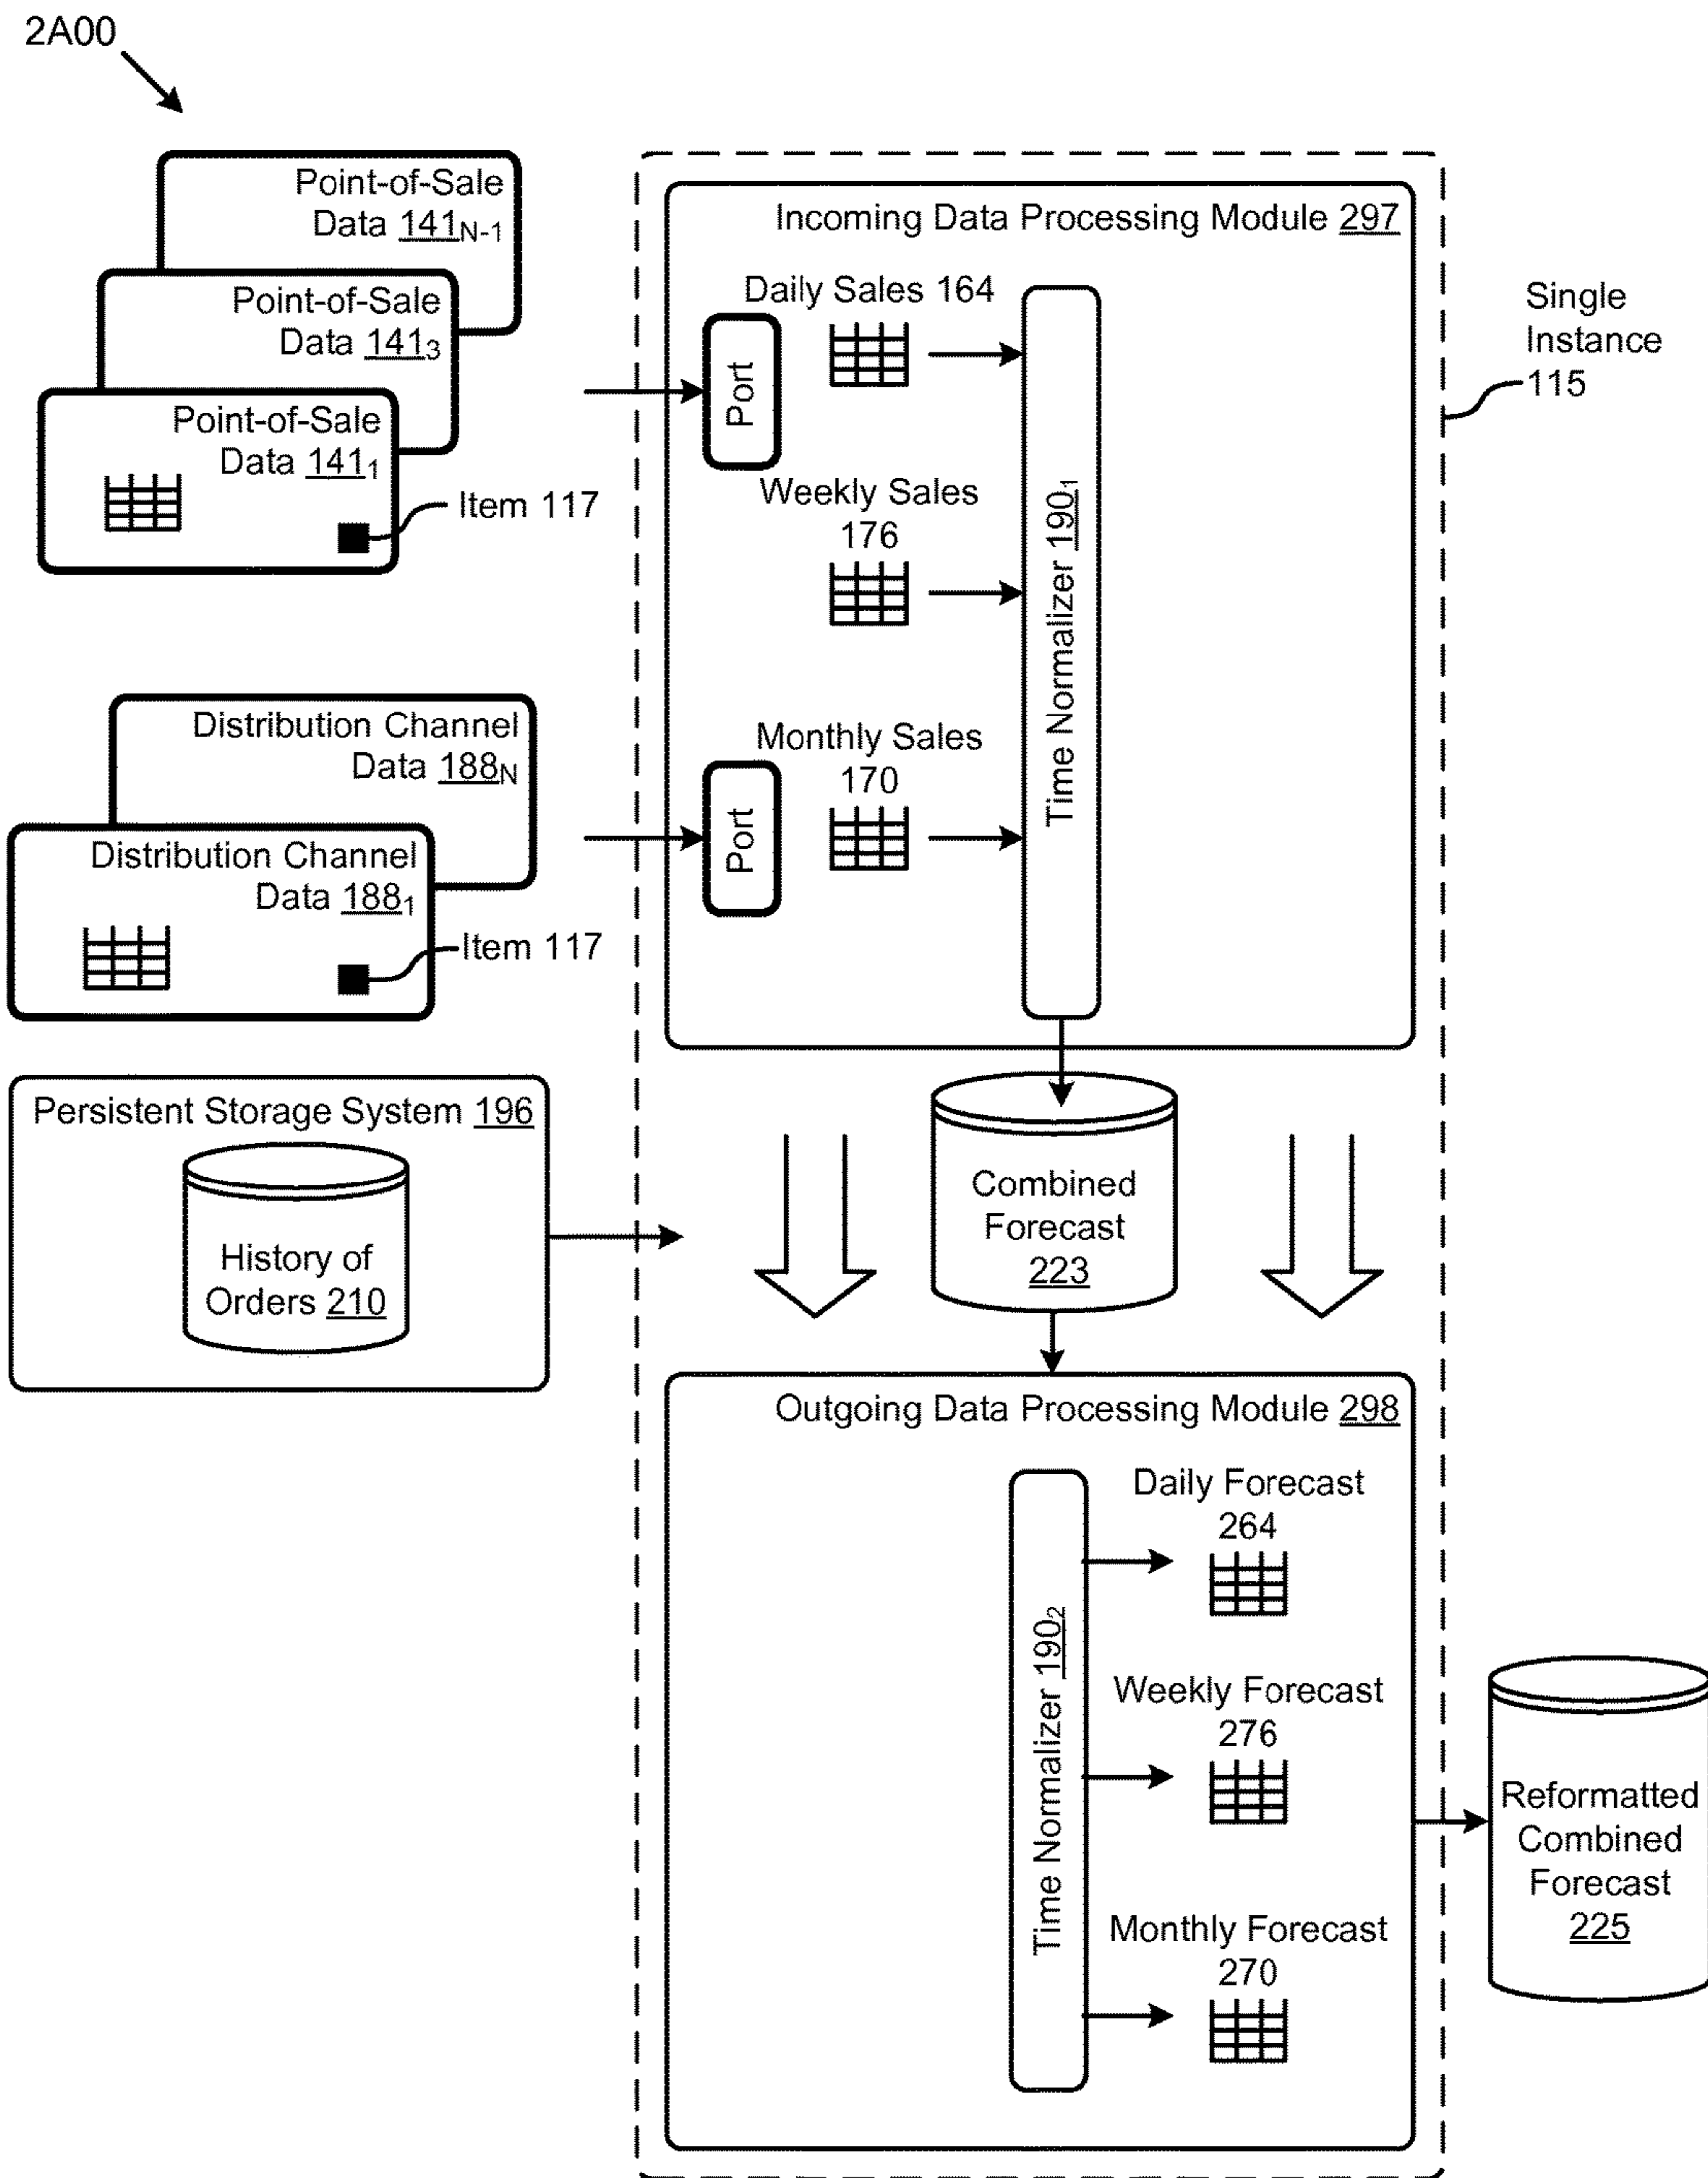 2A00
Point-of-Sale
Data 141N-1
Point-of-Sale
Data 1413
Point-of-Sale
Data 1411
Item 117
Distribution Channel
Data 188N
Distribution Channel
Data 1881
Item 117
Persistent Storage System 196
History of
Orders 210
Incoming Data Processing Module 297
Daily Sales 164
Port
Weekly Sales
176
Monthly Sales
170
Port
Time Normalizer 1901
Single
Instance
115
Combined
Forecast
223
Outgoing Data Processing Module 298
Time Normalizer 1902
Daily Forecast
264
Weekly Forecast
276
Monthly Forecast
270
Reformatted
Combined
Forecast
225